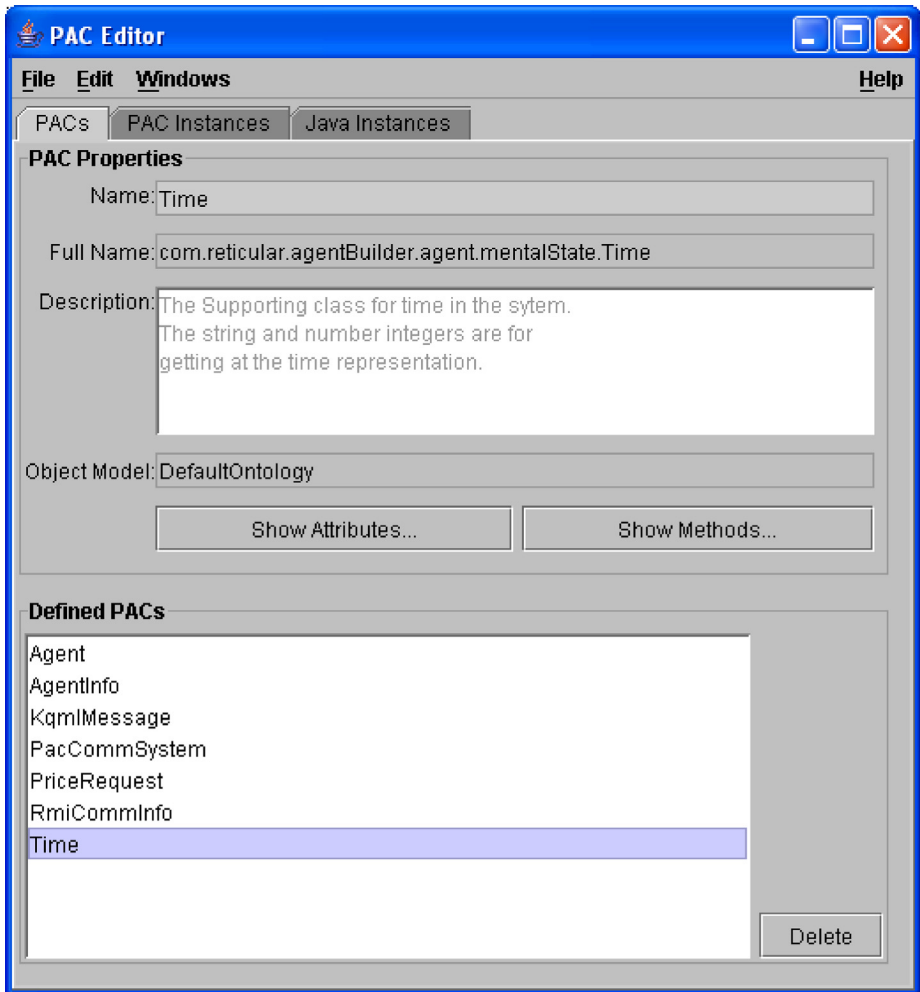 PAC Editor
File Edit Windows Help
PACs PAC Instances Java Instances
PAC Properties
Name: Time
Full Name: com.reticular.agentBuilder.agent.mentalState.Time
Description: The Supporting class for time in the sytem.
The string and number integers are for
getting at the time representation.
Object Model: DefaultOntology
Show Attributes... Show Methods...
Defined PACs
Agent
AgentInfo
KqmlMessage
PacCommSystem
PriceRequest
RmiCommInfo
Time
Delete